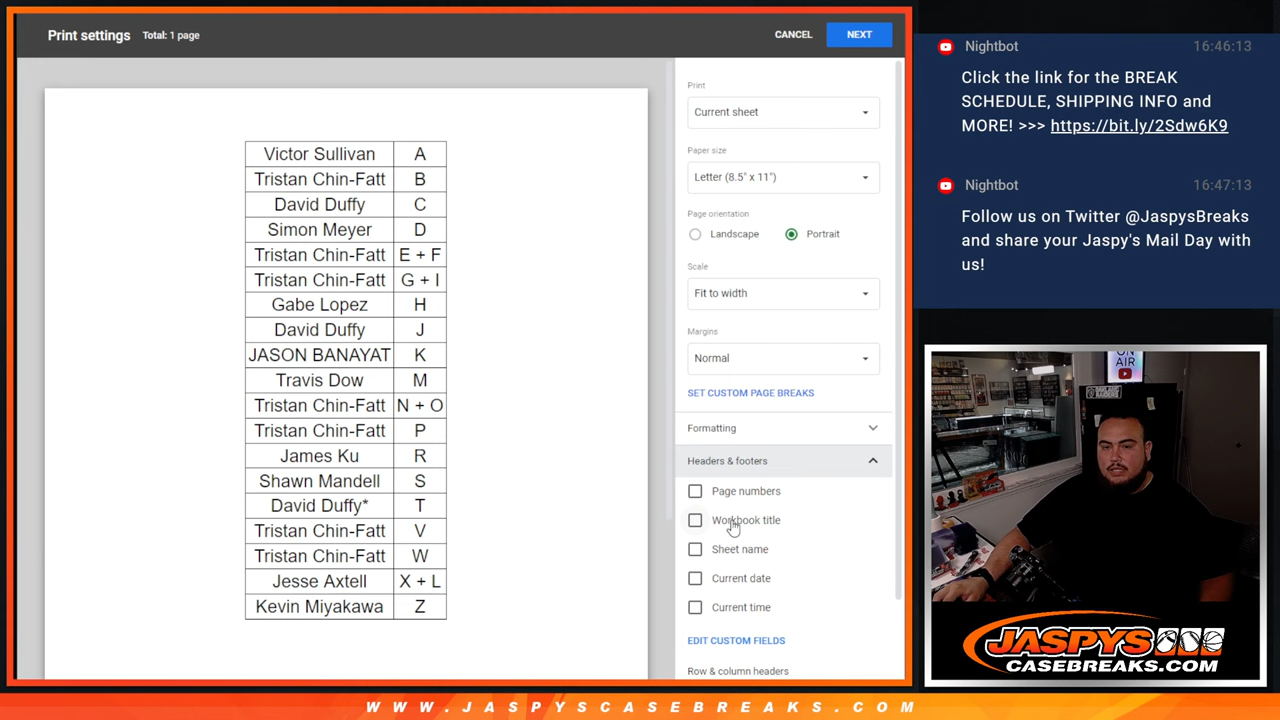 Print settings Total: 1 page
CANCEL NEXT
Victor Sullivan A
Tristan Chin-Fatt B
David Duffy C
Simon Meyer D
Tristan Chin-Fatt E + F
Tristan Chin-Fatt G + I
Gabe Lopez H
David Duffy J
JASON BANAYAT K
Travis Dow M
Tristan Chin-Fatt N + O
Tristan Chin-Fatt P
James Ku R
Shawn Mandell S
David Duffy* T
Tristan Chin-Fatt V
Tristan Chin-Fatt W
Jesse Axtell X + L
Kevin Miyakawa Z
Print
Current sheet
Paper size
Letter (8.5" x 11")
Page orientation
Landscape Portrait
Scale
Fit to width
Margins
Normal
SET CUSTOM PAGE BREAKS
Formatting
Headers & footers
Page numbers
Workbook title
Sheet name
Current date
Current time
EDIT CUSTOM FIELDS
Row & column headers
Nightbot 16:46:13
Click the link for the BREAK
SCHEDULE, SHIPPING INFO and
MORE! >>> https://bit.ly/2Sdw6K9
Nightbot 16:47:13
Follow us on Twitter @JaspysBreaks
and share your Jaspy's Mail Day with
us!
ON
AIR
JASPYS
CASEBREAKS.COM
WWW.JASPYSCASEBREAKS.COM